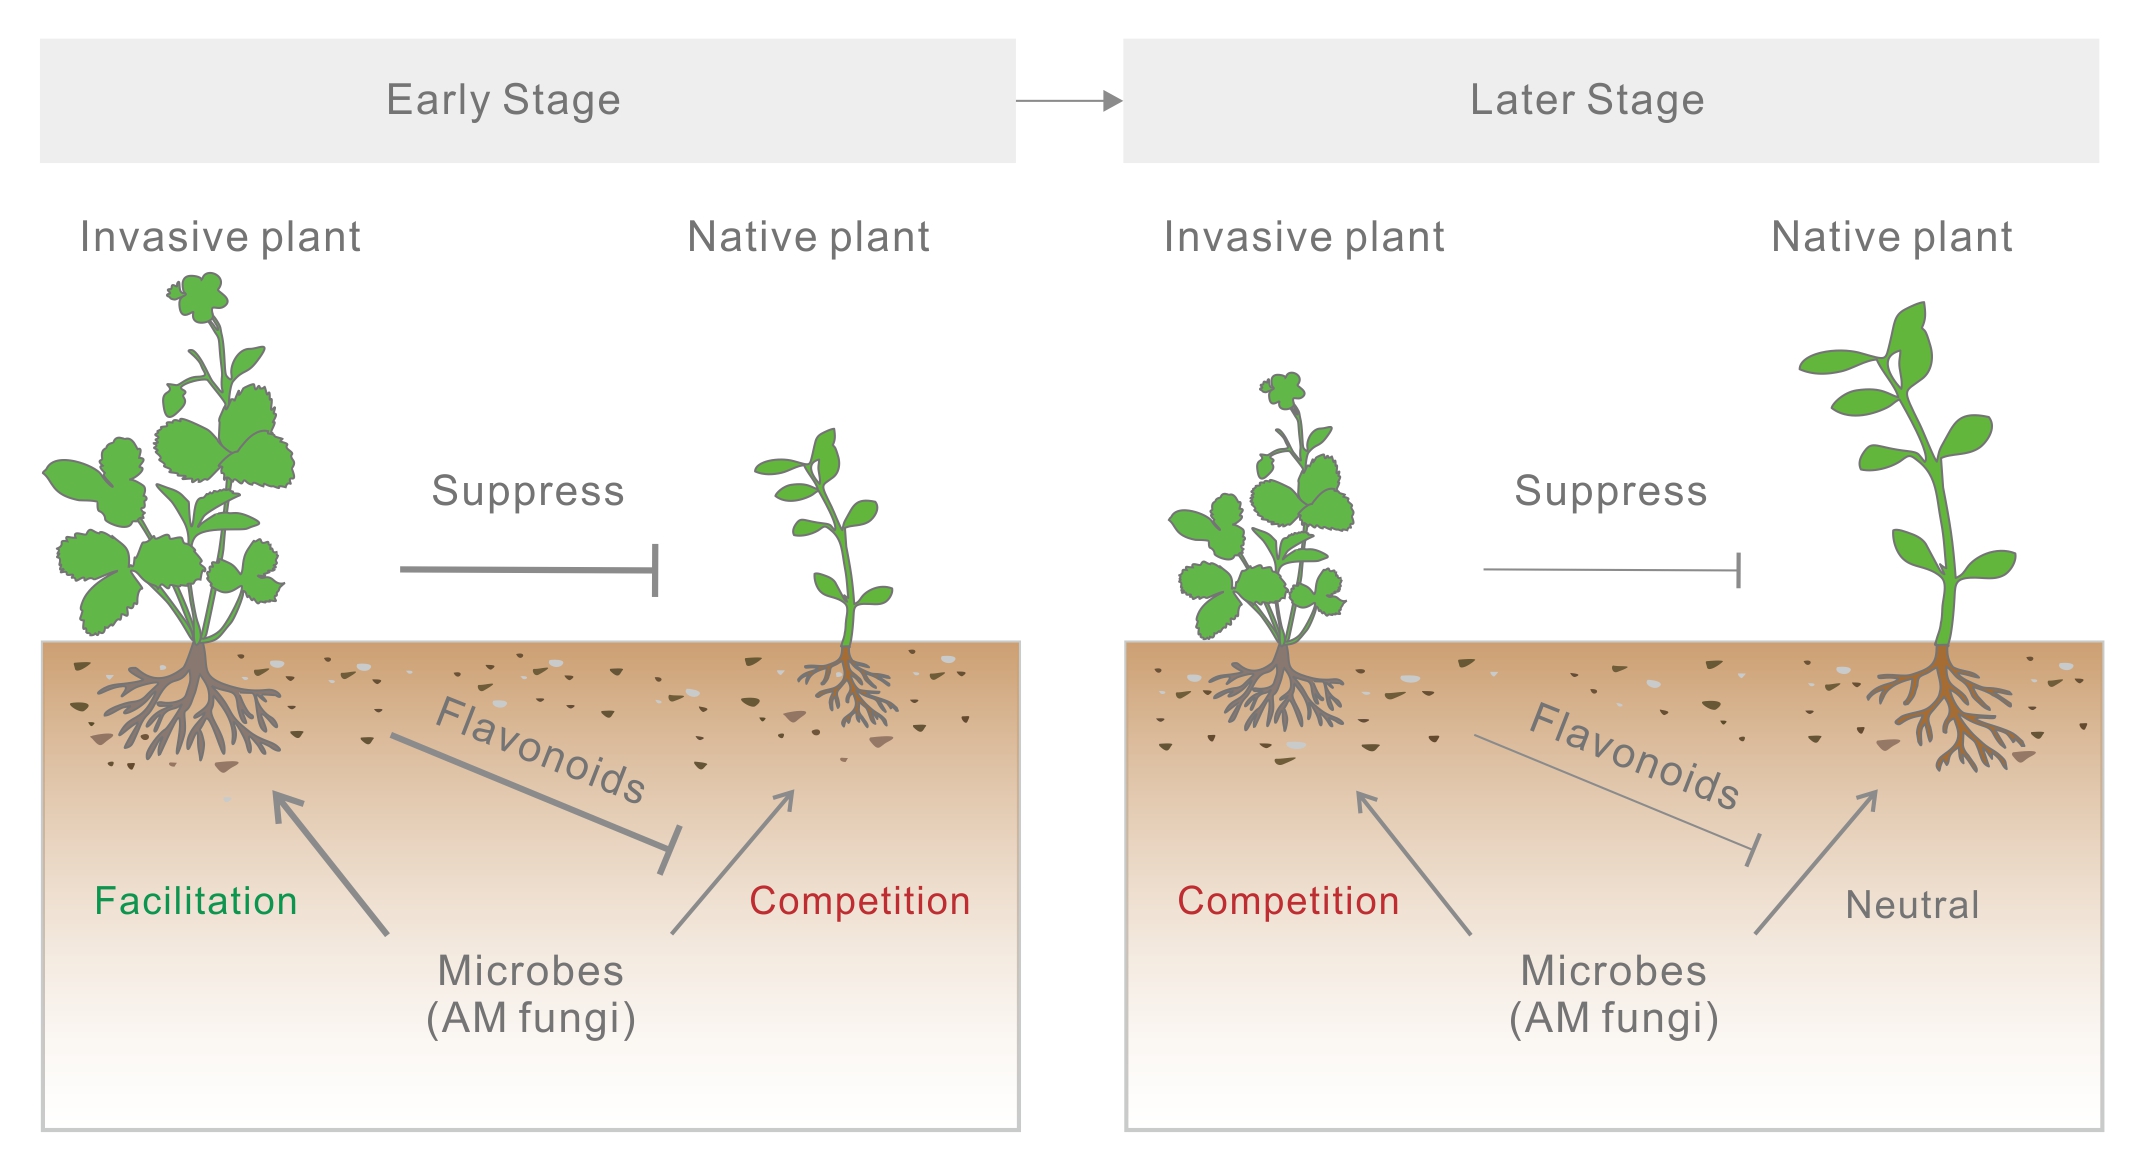 Early Stage
Later Stage
Invasive plant
Native plant
Invasive plant
Native plant
Suppress
Suppress
Flavonoids
Flavonoids
Facilitation
Competition
Competition
Neutral
Microbes
(AM fungi)
Microbes
(AM fungi)